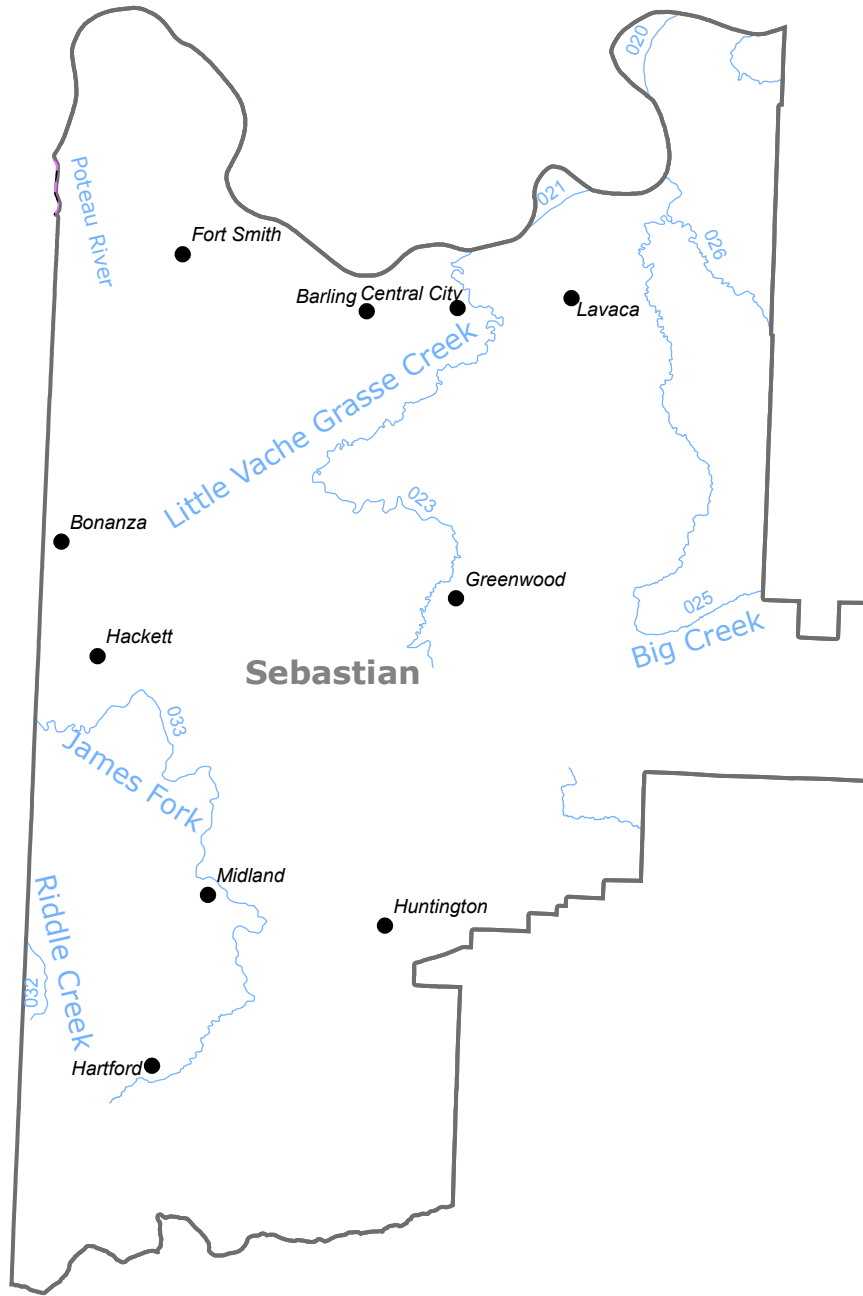 020
Poteau River
021
026
Fort Smith
Barling
Central City
Lavaca
Little Vache Grasse Creek
023
Bonanza
Greenwood
025
Big Creek
Hackett
Sebastian
033
James Fork
Midland
Huntington
Riddle Creek
032
Hartford